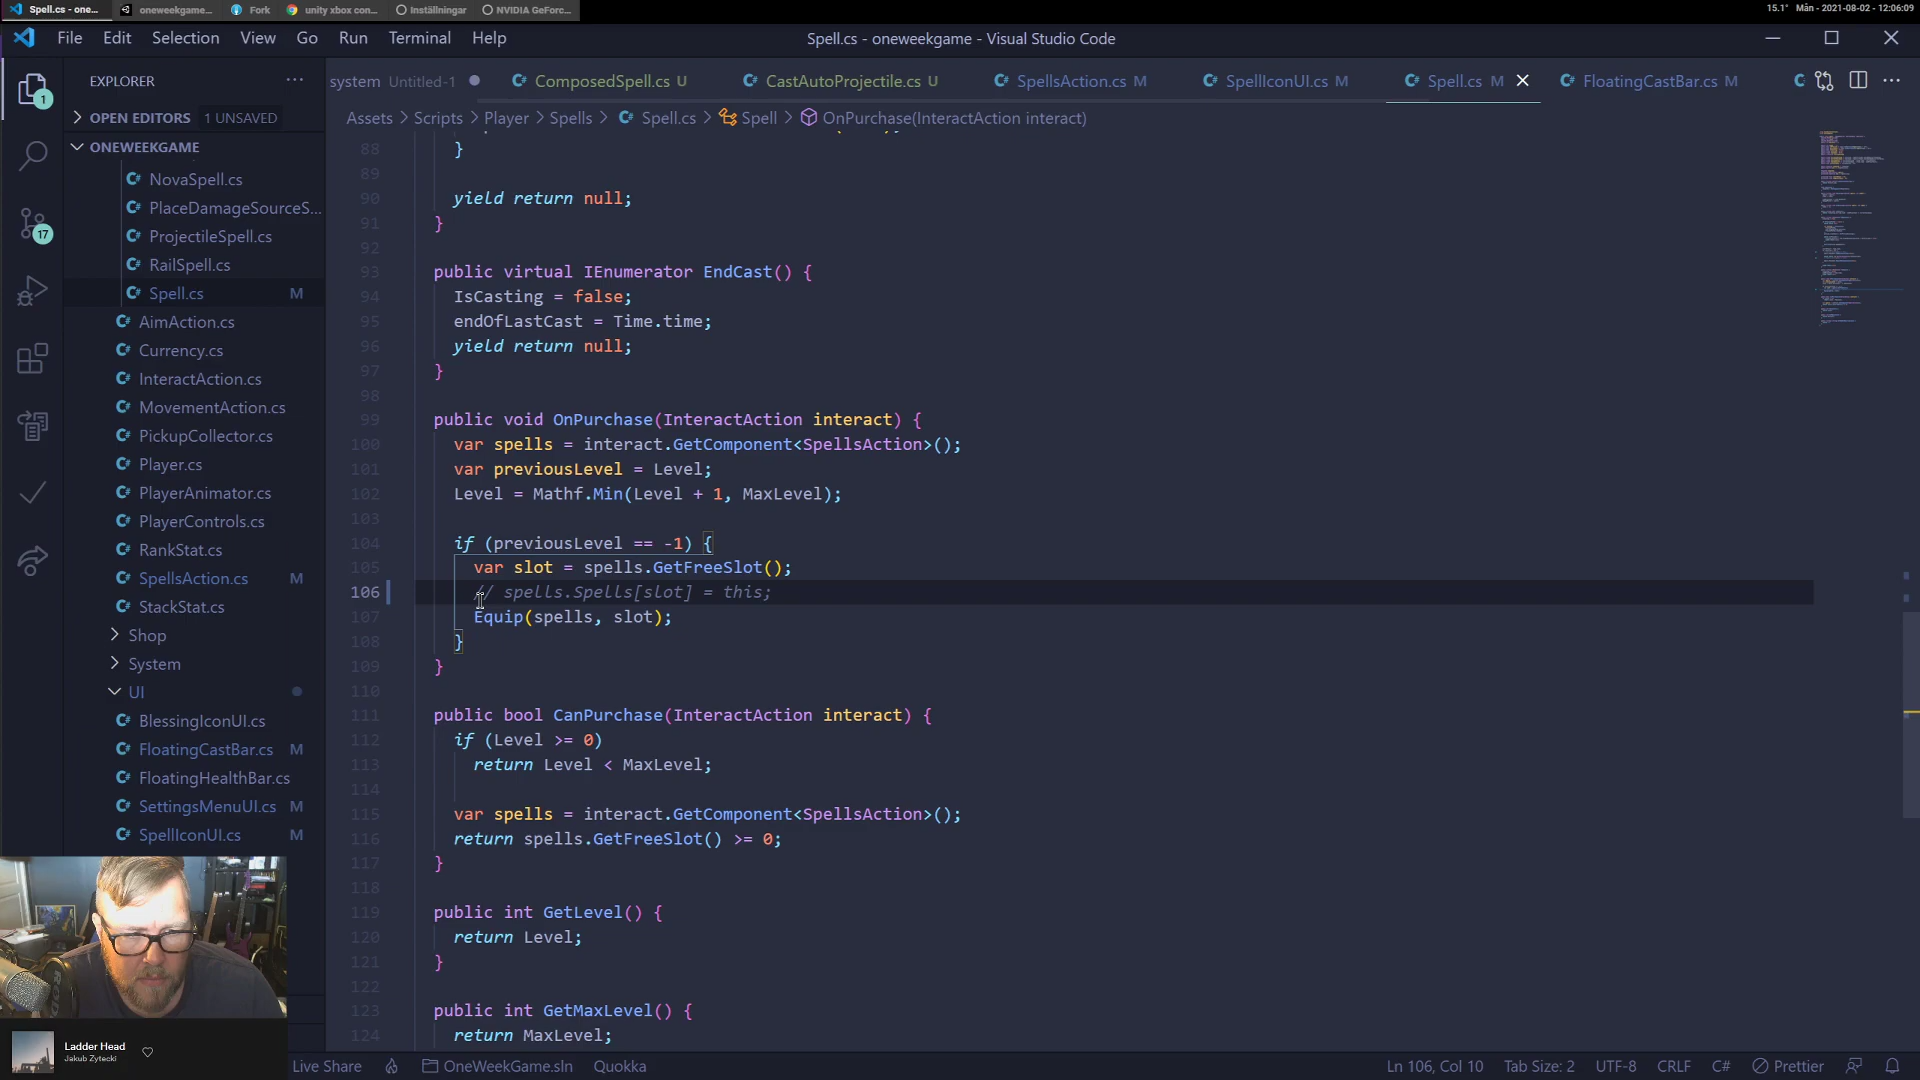 Spell.cs - one...
oneweekgame...
Fork
unity xbox con...
Inställningar
NVIDIA GeForc...
15.1° Mån - 2021-08-02 - 12:06:09
File Edit Selection View Go Run Terminal Help
Spell.cs - oneweekgame - Visual Studio Code
EXPLORER
system Untitled-1
ComposedSpell.cs U
CastAutoProjectile.cs U
SpellsAction.cs M
SpellIconUI.cs M
Spell.cs M
FloatingCastBar.cs M
OPEN EDITORS 1 UNSAVED
ONEWEEKGAME
Assets > Scripts > Player > Spells > Spell.cs > Spell > OnPurchase(InteractAction interact)
1
17
NovaSpell.cs
PlaceDamageSourceS...
ProjectileSpell.cs
RailSpell.cs
Spell.cs M
AimAction.cs
Currency.cs
InteractAction.cs
MovementAction.cs
PickupCollector.cs
Player.cs
PlayerAnimator.cs
PlayerControls.cs
RankStat.cs
SpellsAction.cs M
StackStat.cs
Shop
System
UI
BlessingIconUI.cs
FloatingCastBar.cs M
FloatingHealthBar.cs
SettingsMenuUI.cs M
SpellIconUI.cs M
88 }
89
90 yield return null;
91 }
92
93 public virtual IEnumerator EndCast() {
94 IsCasting = false;
95 endOfLastCast = Time.time;
96 yield return null;
97 }
98
99 public void OnPurchase(InteractAction interact) {
100 var spells = interact.GetComponent<SpellsAction>();
101 var previousLevel = Level;
102 Level = Mathf.Min(Level + 1, MaxLevel);
103
104 if (previousLevel == -1) {
105 var slot = spells.GetFreeSlot();
106 // spells.Spells[slot] = this;
107 Equip(spells, slot);
108 }
109 }
110
111 public bool CanPurchase(InteractAction interact) {
112 if (Level >= 0)
113 return Level < MaxLevel;
114
115 var spells = interact.GetComponent<SpellsAction>();
116 return spells.GetFreeSlot() >= 0;
117 }
118
119 public int GetLevel() {
120 return Level;
121 }
122
123 public int GetMaxLevel() {
124 return MaxLevel;
Ladder Head
Jakub Zytecki
Live Share
OneWeekGame.sln
Quokka
Ln 106, Col 10
Tab Size: 2
UTF-8
CRLF
C#
Prettier